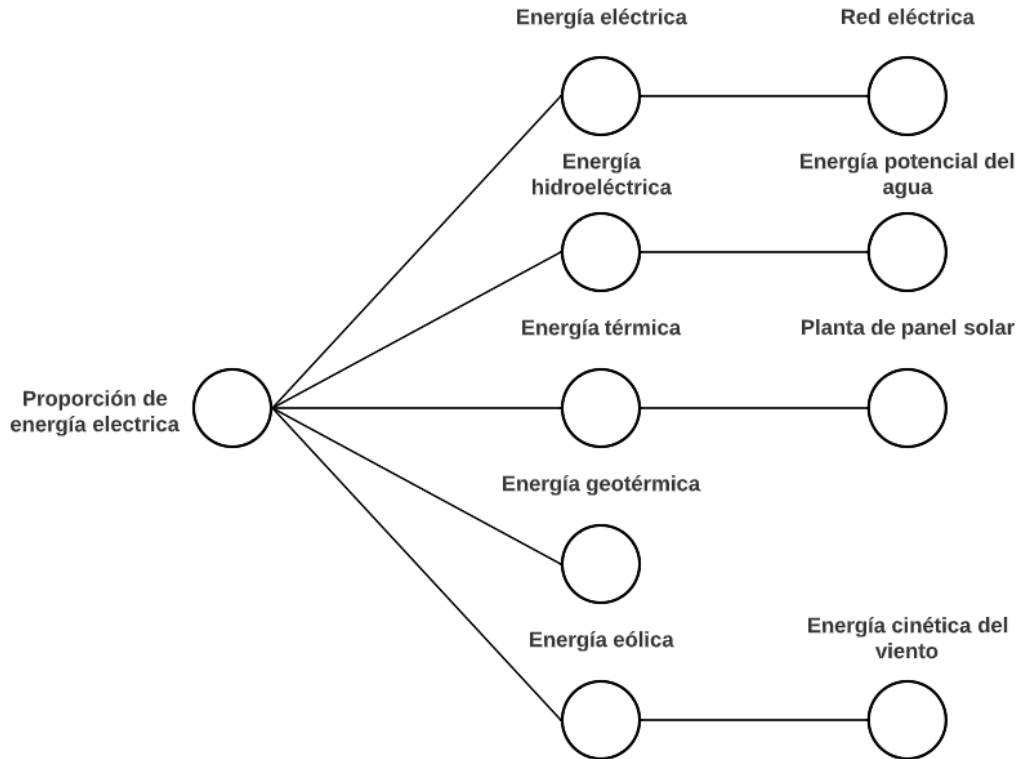 Energía eléctrica
Red eléctrica
Energía
hidroeléctrica
Energía potencial del
agua
Energía térmica
Planta de panel solar
Proporción de
energía electrica
Energía geotérmica
Energía eólica
Energía cinética del
viento